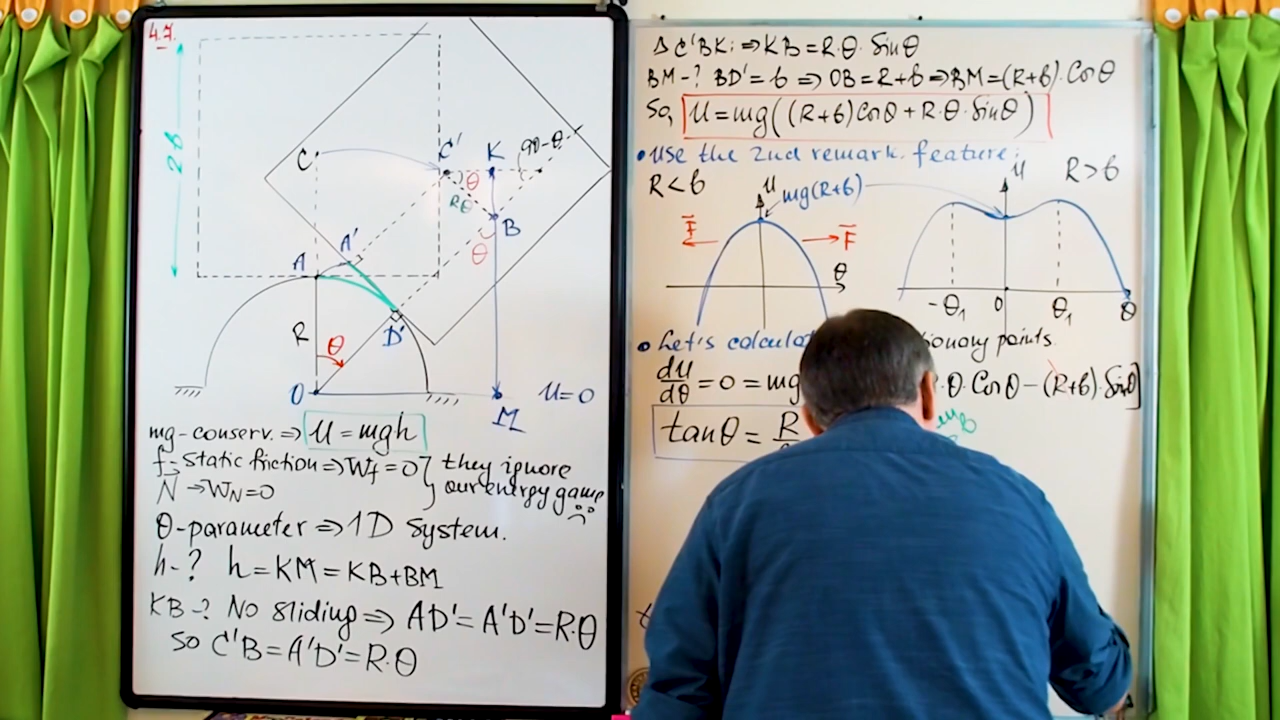 4.7.
2B
C
C'
K
90-θ
θ
Rθ
B
A'
θ
A
R
θ
D'
O
M
U=0
mg-conserv. ⇒ U=mgh
f-static friction ⇒ Wf=0 } they ignore
N → WN=0 our energy game
θ-parameter ⇒ 1D system.
h-? h=KM=KB+BM
KB-? No sliding ⇒ AD'=A'D'=R·θ
so C'B=A'D'=R·θ
Δ C'BK: ⇒ KB=R·θ·Sinθ
BM-? BD'=b ⇒ OB=R+b ⇒ BM=(R+b)·Cosθ
So, U=mg((R+b)Cosθ+R·θ·Sinθ)
• Use the 2nd remark. feature:
R<b U mg(R+b) U R>b
F F
θ
-θ1 0 θ1 θ
• Let's calcula onary points.
dU/dθ=0=mg ·θ Cosθ-(R+b)·Sinθ]
tanθ=R